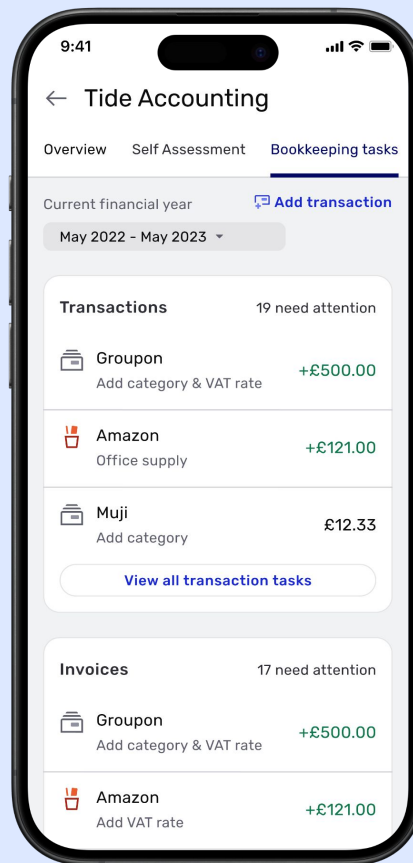 9:41
Tide Accounting
Overview Self Assessment Bookkeeping tasks
Current financial year Add transaction
May 2022 - May 2023
Transactions 19 need attention
Groupon
Add category & VAT rate +£500.00
Amazon
Office supply +£121.00
Muji
Add category £12.33
View all transaction tasks
Invoices 17 need attention
Groupon
Add category & VAT rate +£500.00
Amazon
Add VAT rate +£121.00